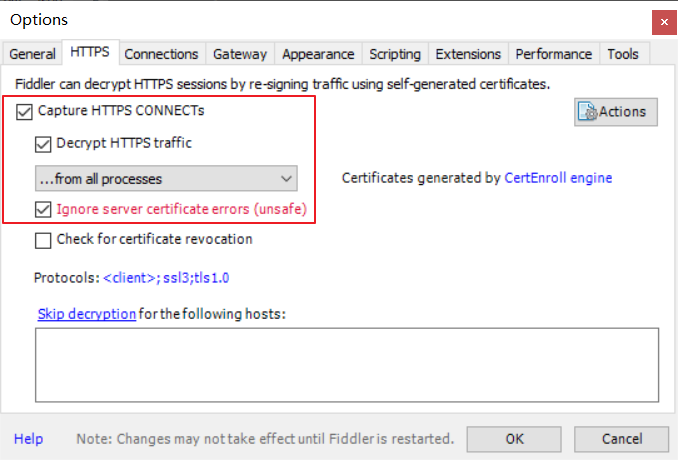 Options
General HTTPS Connections Gateway Appearance Scripting Extensions Performance Tools
Fiddler can decrypt HTTPS sessions by re-signing traffic using self-generated certificates.
Capture HTTPS CONNECTs
Actions
Decrypt HTTPS traffic
...from all processes
Certificates generated by CertEnroll engine
Ignore server certificate errors (unsafe)
Check for certificate revocation
Protocols: <client>; ssl3;tls1.0
Skip decryption for the following hosts:
Help Note: Changes may not take effect until Fiddler is restarted. OK Cancel